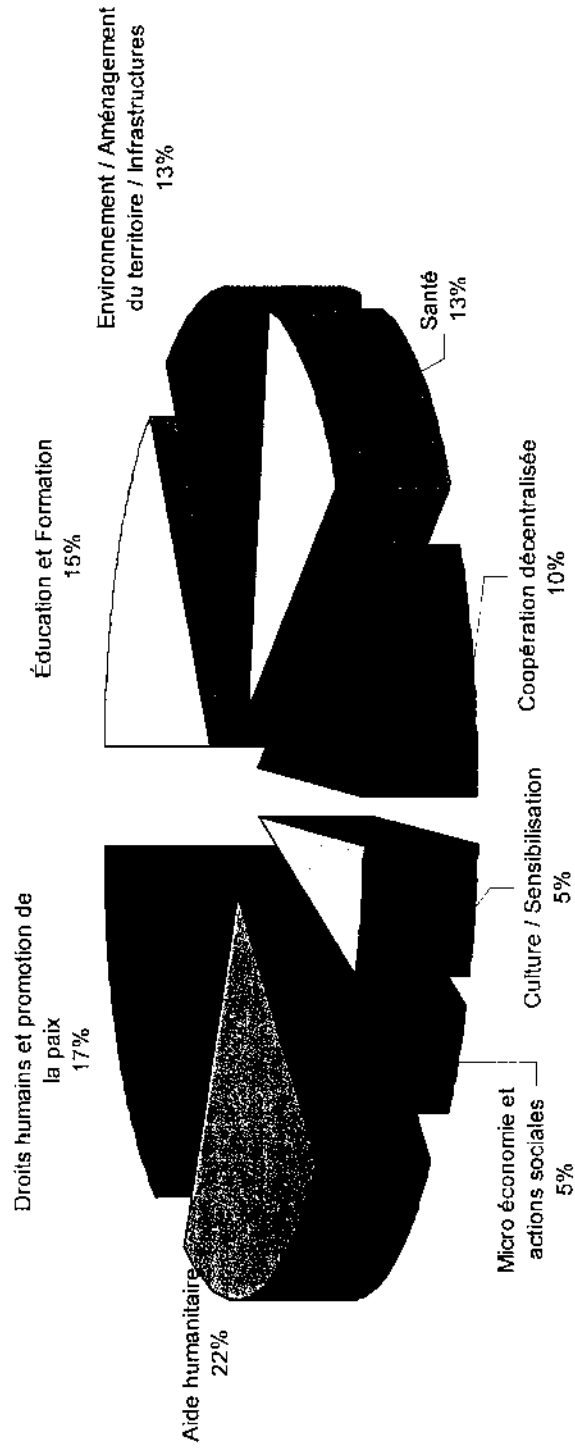 Droits humains et promotion de
la paix
17%
Éducation et Formation
15%
Environnement / Aménagement
du territoire / Infrastructures
13%
Santé
13%
Coopération décentralisée
10%
Culture / Sensibilisation
5%
Micro économie et
actions sociales
5%
Aide humanitaire
22%